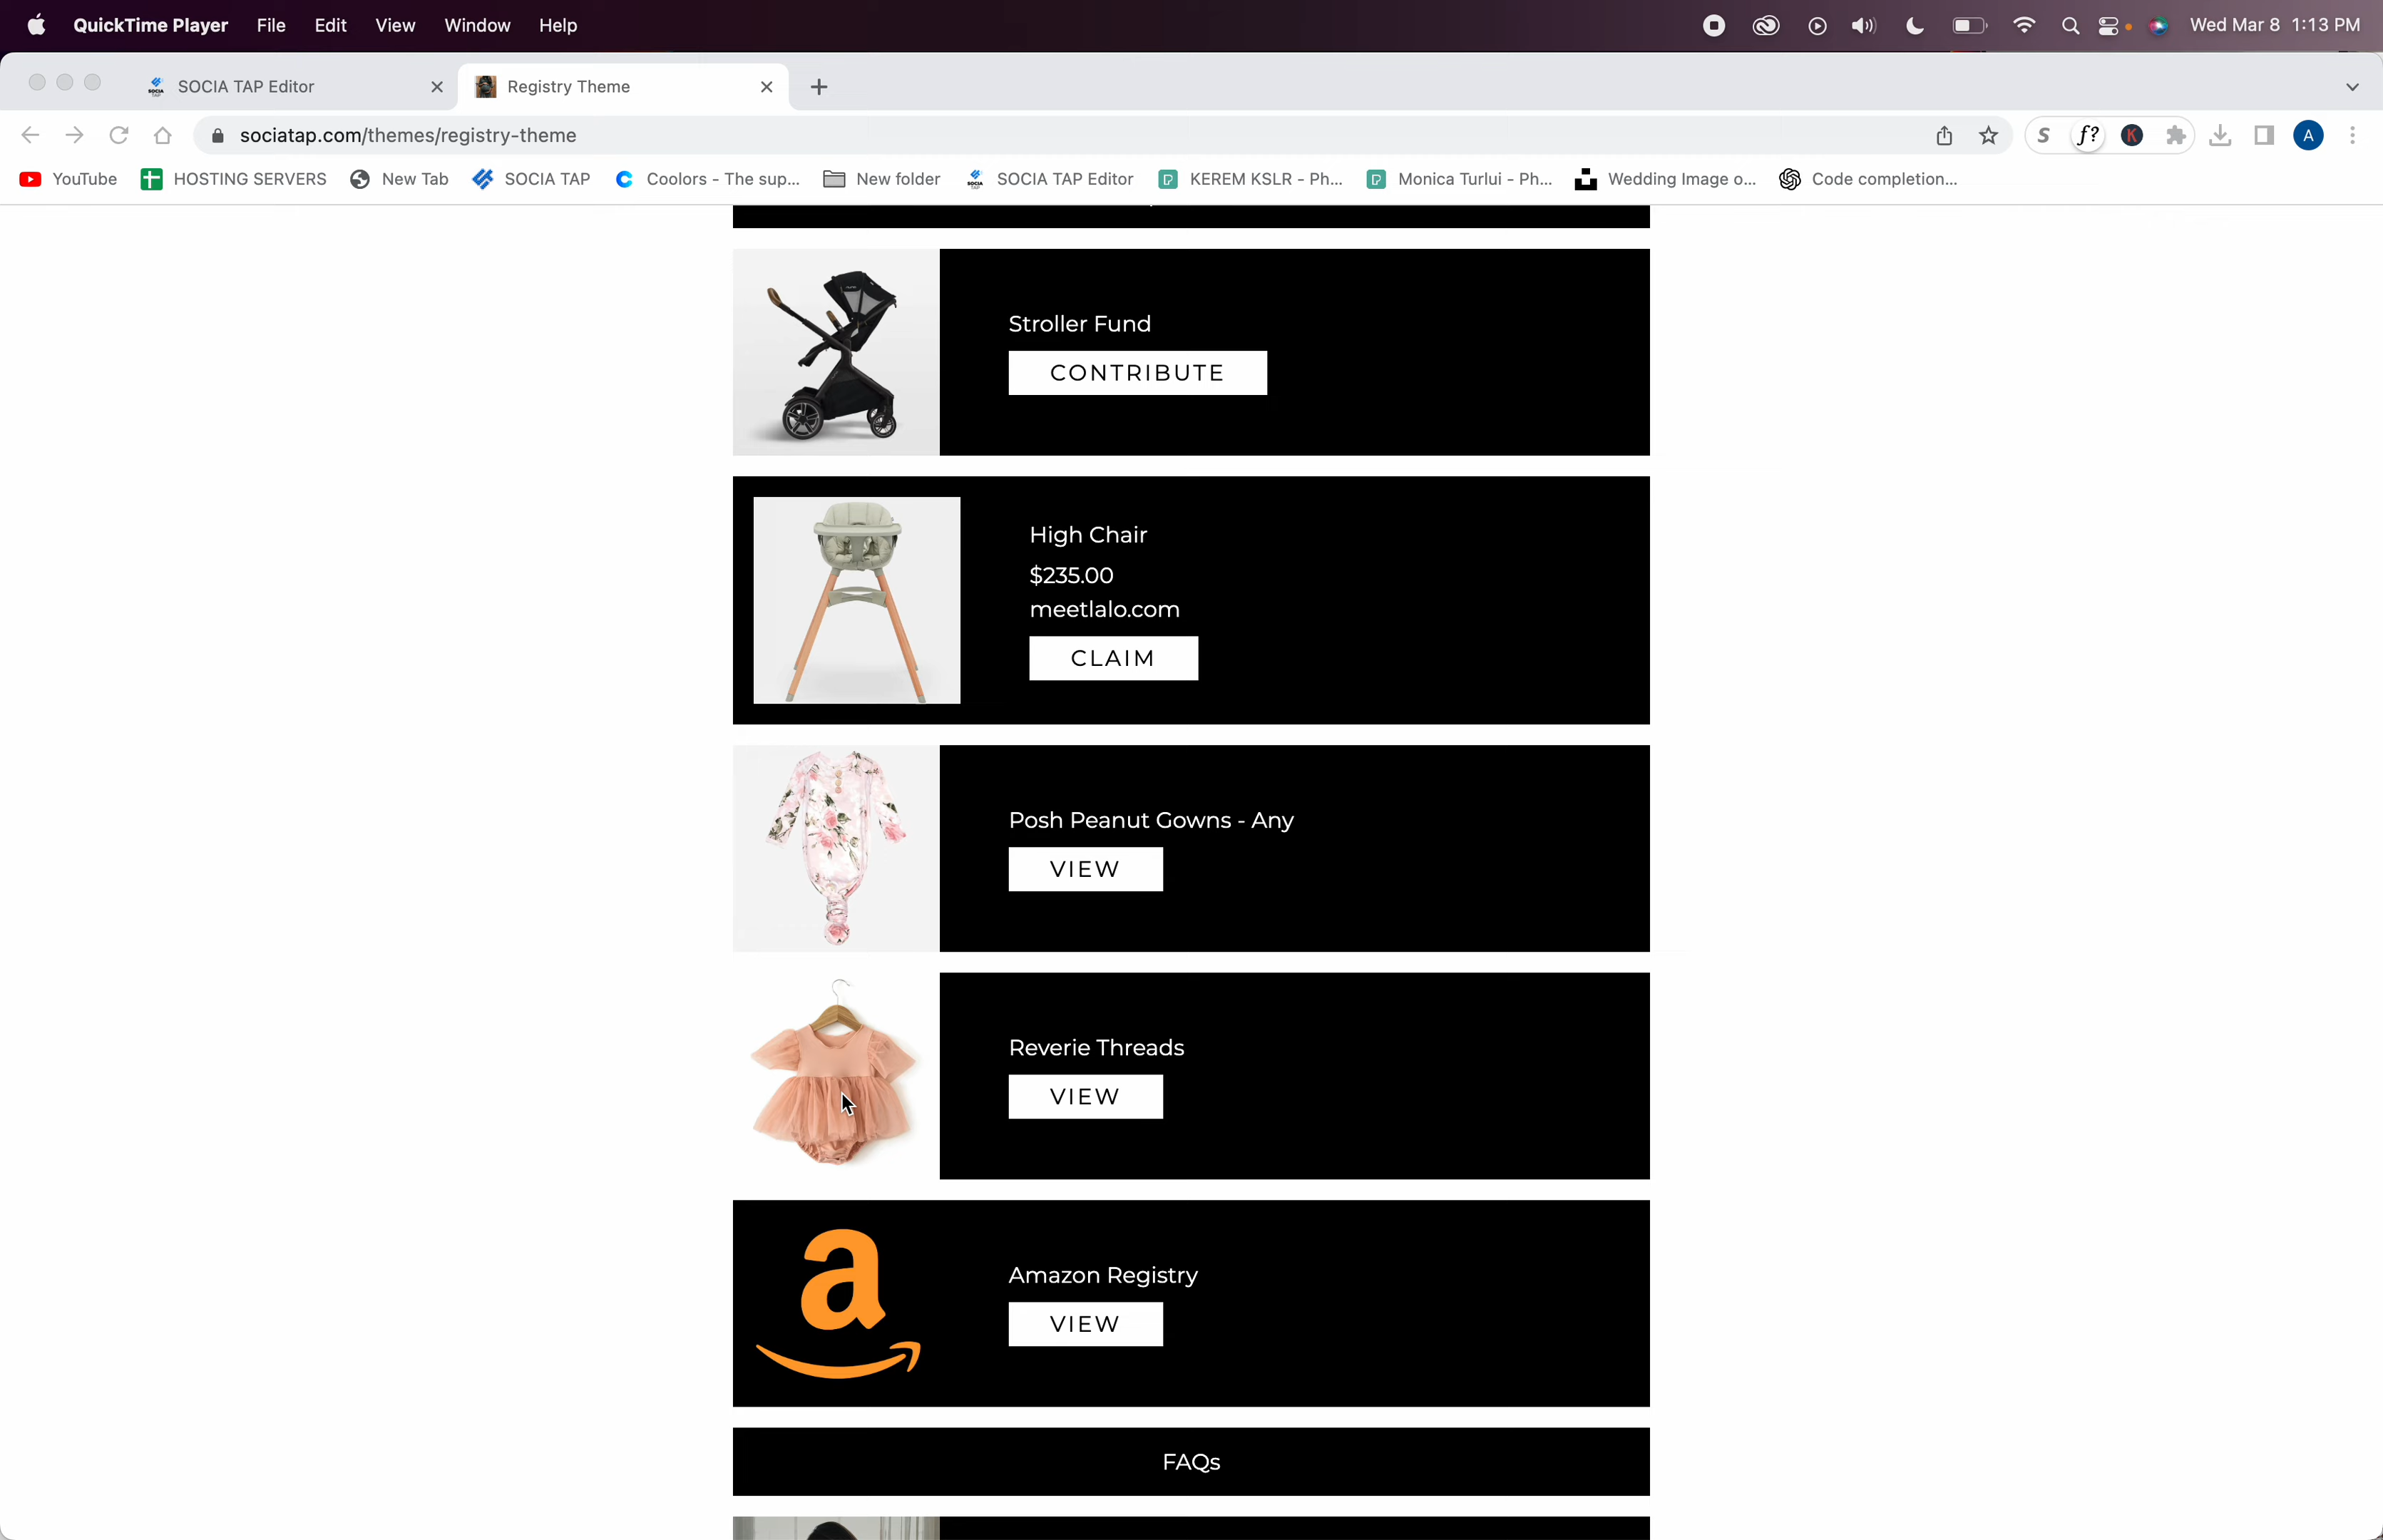 QuickTime Player File Edit View Window Help Wed Mar 8 1:13 PM
SOCIA TAP Editor Registry Theme
sociatap.com/themes/registry-theme S f? K A
YouTube HOSTING SERVERS New Tab SOCIA TAP Coolors - The sup... New folder SOCIA TAP Editor KEREM KSLR - Ph... Monica Turlui - Ph... Wedding Image o... Code completion...
Stroller Fund
CONTRIBUTE
High Chair
$235.00
meetlalo.com
CLAIM
Posh Peanut Gowns - Any
VIEW
Reverie Threads
VIEW
a
Amazon Registry
VIEW
FAQs